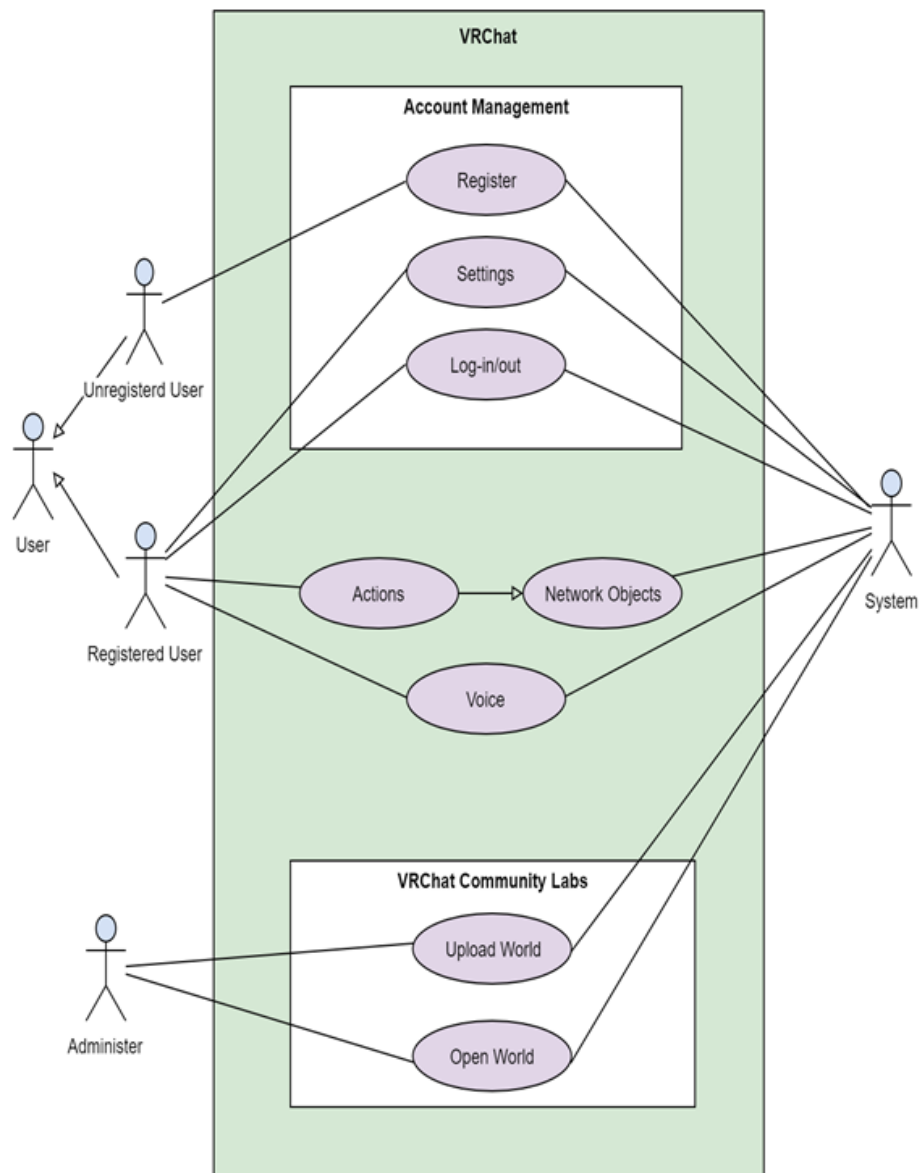 VRChat
Account Management
Register
Settings
Log-in/out
Unregisterd User
User
Registered User
Actions
Network Objects
System
Voice
VRChat Community Labs
Upload World
Administer
Open World